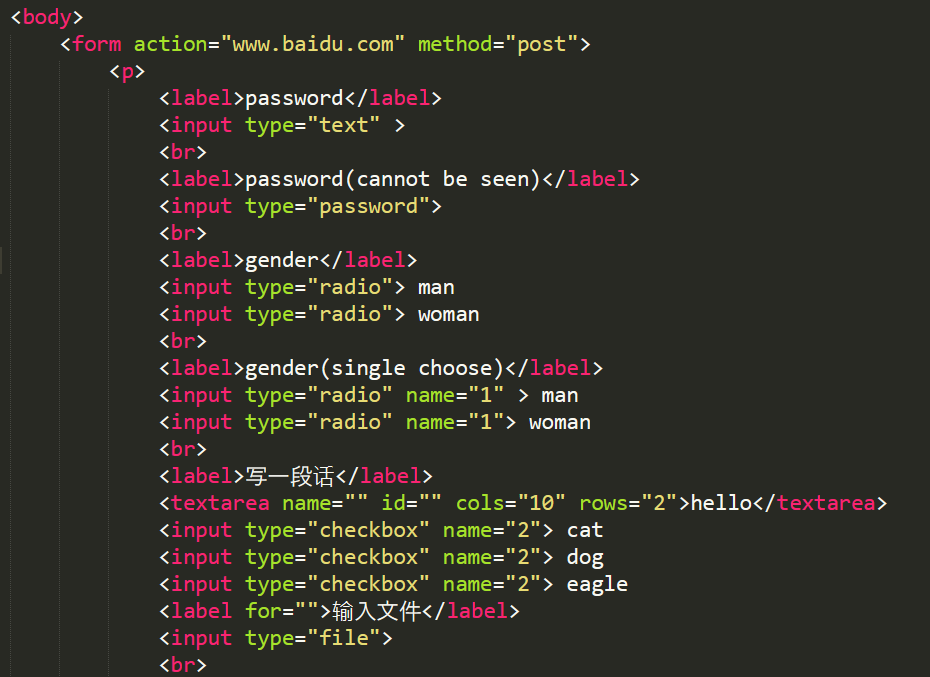 <body>
<form action="www.baidu.com" method="post">
<p>
<label>password</label>
<input type="text" >
<br>
<label>password(cannot be seen)</label>
<input type="password">
<br>
<label>gender</label>
<input type="radio"> man
<input type="radio"> woman
<br>
<label>gender(single choose)</label>
<input type="radio" name="1" > man
<input type="radio" name="1"> woman
<br>
<label>写一段话</label>
<textarea name="" id="" cols="10" rows="2">hello</textarea>
<input type="checkbox" name="2"> cat
<input type="checkbox" name="2"> dog
<input type="checkbox" name="2"> eagle
<label for="">输入文件</label>
<input type="file">
<br>